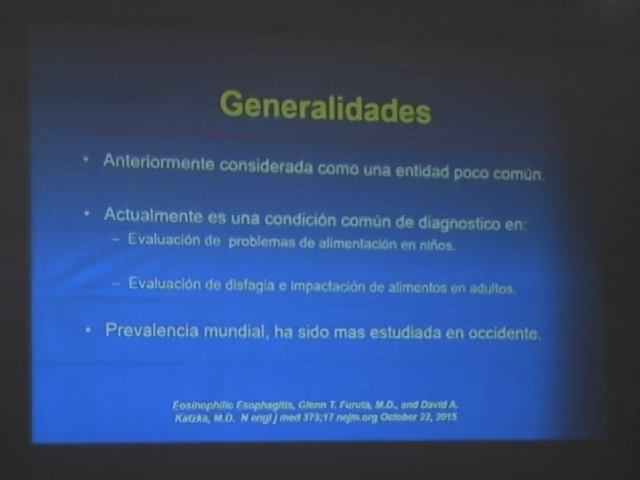 Generalidades
• Anteriormente considerada como una entidad poco común.
• Actualmente es una condición común de diagnostico en:
– Evaluación de problemas de alimentación en niños.
– Evaluación de disfagia e impactación de alimentos en adultos.
• Prevalencia mundial, ha sido mas estudiada en occidente.
Eosinophilic Esophagitis, Glenn T. Furuta, M.D., and David A.
Katzka, M.D. N engl j med 373;17 nejm.org October 22, 2015